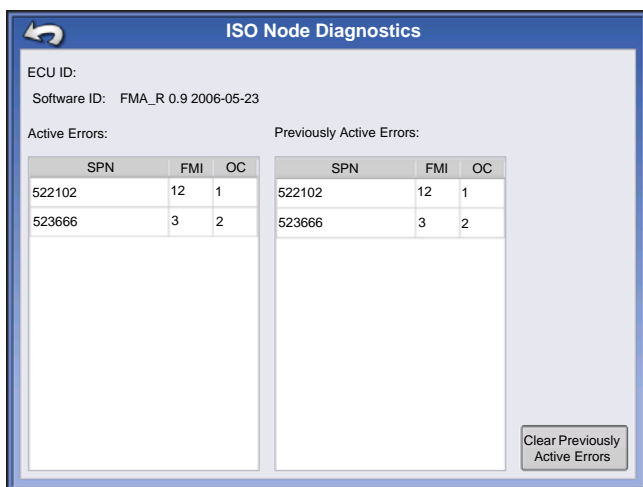 ISO Node Diagnostics
ECU ID:
Software ID: FMA_R 0.9 2006-05-23
Active Errors:
SPN FMI OC
522102 12 1
523666 3 2
Previously Active Errors:
SPN FMI OC
522102 12 1
523666 3 2
Clear Previously
Active Errors